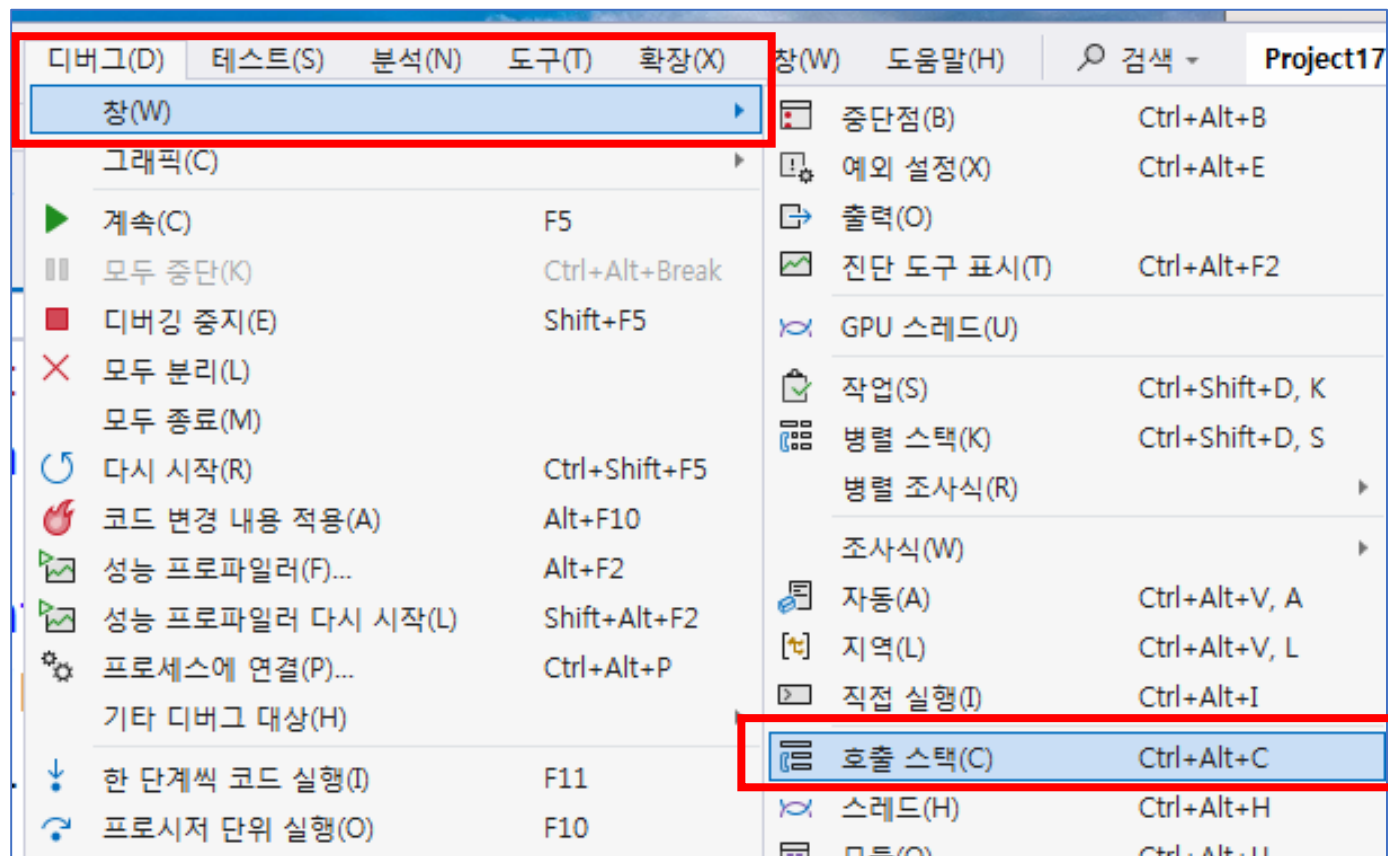 디버그(D) 테스트(S) 분석(N) 도구(T) 확장(X) 창(W) 도움말(H) 검색 Project17
창(W)
그래픽(C)
계속(C) F5
모두 중단(K) Ctrl+Alt+Break
디버깅 중지(E) Shift+F5
모두 분리(L)
모두 종료(M)
다시 시작(R) Ctrl+Shift+F5
코드 변경 내용 적용(A) Alt+F10
성능 프로파일러(F)... Alt+F2
성능 프로파일러 다시 시작(L) Shift+Alt+F2
프로세스에 연결(P)... Ctrl+Alt+P
기타 디버그 대상(H)
한 단계씩 코드 실행(I) F11
프로시저 단위 실행(O) F10
중단점(B) Ctrl+Alt+B
예외 설정(X) Ctrl+Alt+E
출력(O)
진단 도구 표시(T) Ctrl+Alt+F2
GPU 스레드(U)
작업(S) Ctrl+Shift+D, K
병렬 스택(K) Ctrl+Shift+D, S
병렬 조사식(R)
조사식(W)
자동(A) Ctrl+Alt+V, A
지역(L) Ctrl+Alt+V, L
직접 실행(I) Ctrl+Alt+I
호출 스택(C) Ctrl+Alt+C
스레드(H) Ctrl+Alt+H